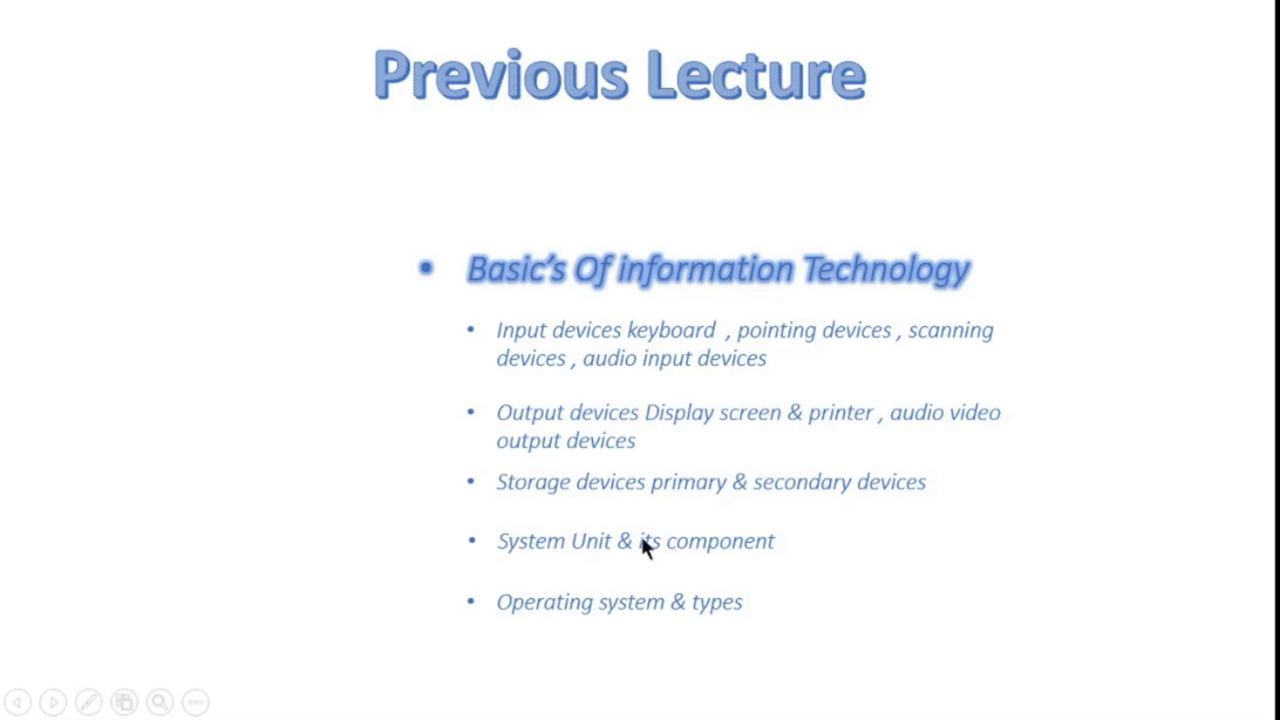 Previous Lecture
• Basic's Of information Technology
• Input devices keyboard , pointing devices , scanning
devices , audio input devices
• Output devices Display screen & printer , audio video
output devices
• Storage devices primary & secondary devices
• System Unit & its component
• Operating system & types